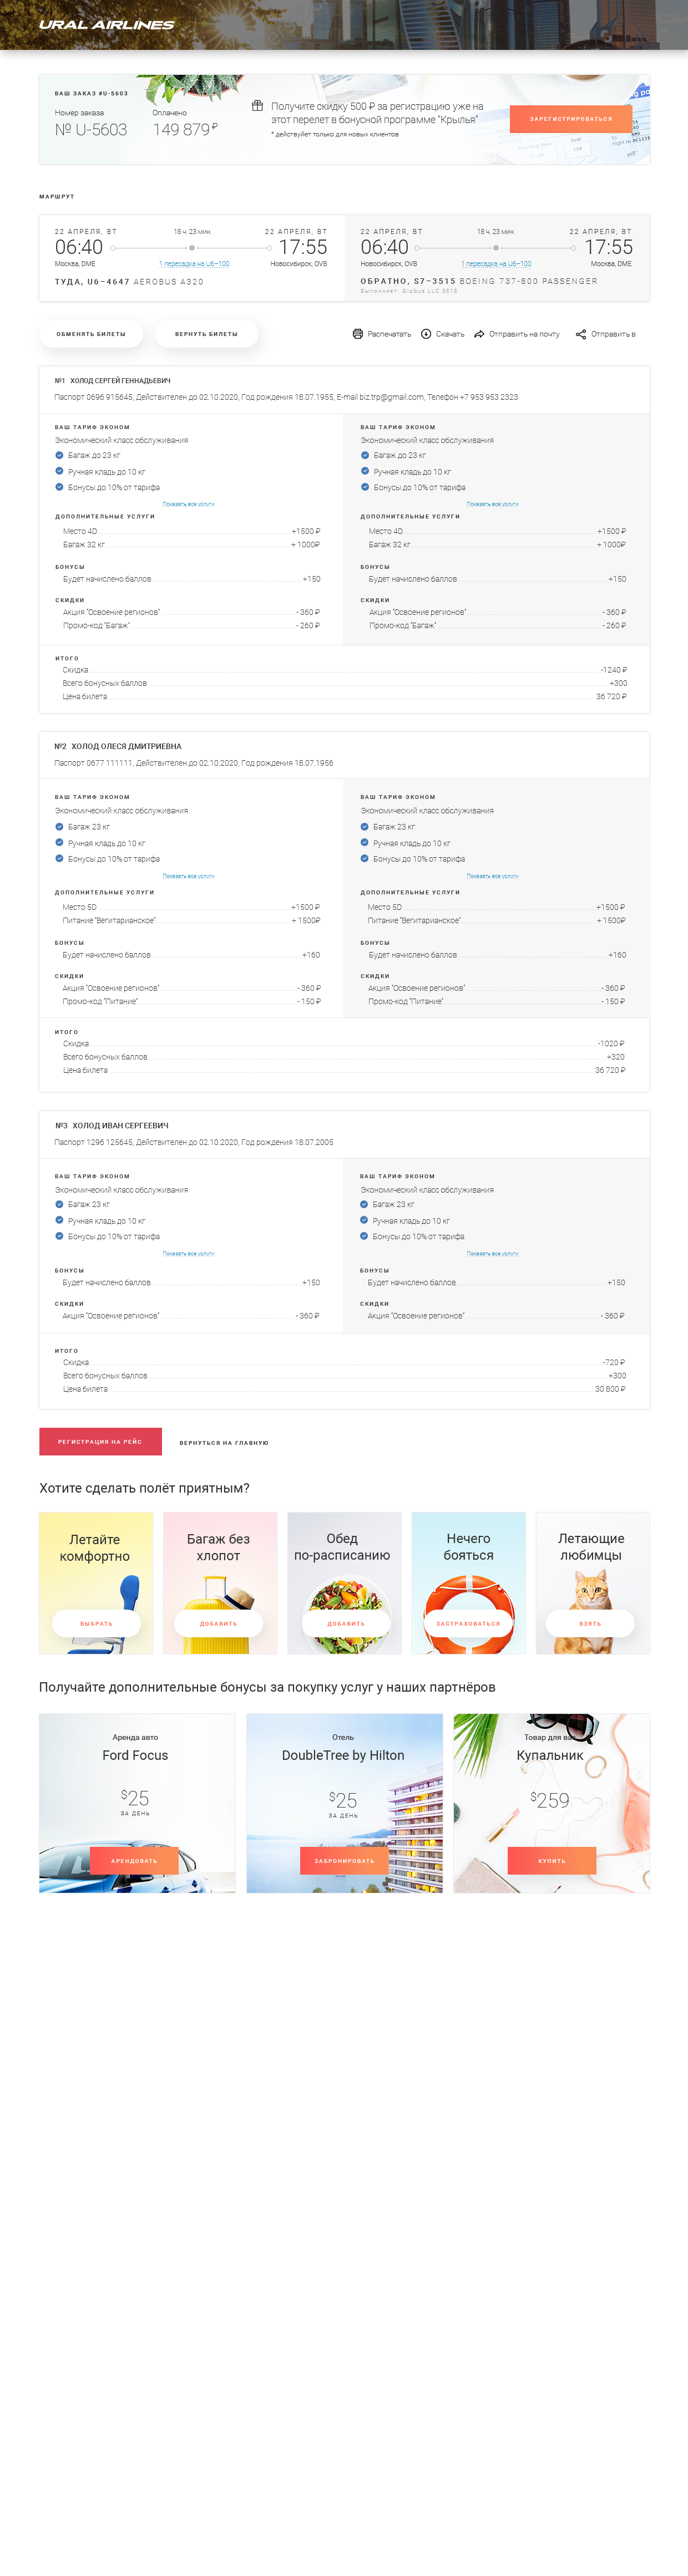 URAL AIRLINES
ВАШ ЗАКАЗ #U-5603
Номер заказа
№ U-5603
Оплачено
149 879 ₽
Получите скидку 500 ₽ за регистрацию уже на
этот перелет в бонусной программе "Крылья"
* действуйет только для новых клиентов
ЗАРЕГИСТРИРОВАТЬСЯ
МАРШРУТ
22 АПРЕЛЯ, ВТ 18 ч. 23 мин. 22 АПРЕЛЯ, ВТ
06:40 17:55
Москва, DME 1 пересадка на U6–100 Новосибирск, OVB
ТУДА, U6–4647 AEROBUS A320
22 АПРЕЛЯ, ВТ 18 ч. 23 мин. 22 АПРЕЛЯ, ВТ
06:40 17:55
Новосибирск, OVB 1 пересадка на U6–100 Москва, DME
ОБРАТНО, S7–3515 BOEING 737-800 PASSENGER
Выполняет: Globus LLC 3615
ОБМЕНЯТЬ БИЛЕТЫ ВЕРНУТЬ БИЛЕТЫ Распечатать Скачать Отправить на почту Отправить в
№1 ХОЛОД СЕРГЕЙ ГЕННАДЬЕВИЧ
Паспорт 0696 915645, Действителен до 02.10.2020, Год рождения 18.07.1955, E-mail biz.trp@gmail.com, Телефон +7 953 953 2323
ВАШ ТАРИФ ЭКОНОМ
Экономический класс обслуживания
Багаж до 23 кг
Ручная кладь до 10 кг
Бонусы до 10% от тарифа
Показать все услуги
ДОПОЛНИТЕЛЬНЫЕ УСЛУГИ
Место 4D +1500 ₽
Багаж 32 кг + 1000₽
БОНУСЫ
Будет начислено баллов +150
СКИДКИ
Акция "Освоение регионов" - 360 ₽
Промо-код "Багаж" - 260 ₽
ВАШ ТАРИФ ЭКОНОМ
Экономический класс обслуживания
Багаж до 23 кг
Ручная кладь до 10 кг
Бонусы до 10% от тарифа
Показать все услуги
ДОПОЛНИТЕЛЬНЫЕ УСЛУГИ
Место 4D +1500 ₽
Багаж 32 кг + 1000₽
БОНУСЫ
Будет начислено баллов +150
СКИДКИ
Акция "Освоение регионов" - 360 ₽
Промо-код "Багаж" - 260 ₽
ИТОГО
Скидка -1240 ₽
Всего бонусных баллов +300
Цена билета 36 720 ₽
№2 ХОЛОД ОЛЕСЯ ДМИТРИЕВНА
Паспорт 0677 111111, Действителен до 02.10.2020, Год рождения 18.07.1956
ВАШ ТАРИФ ЭКОНОМ
Экономический класс обслуживания
Багаж 23 кг
Ручная кладь до 10 кг
Бонусы до 10% от тарифа
Показать все услуги
ДОПОЛНИТЕЛЬНЫЕ УСЛУГИ
Место 5D +1500 ₽
Питание "Вегитарианское" + 1500₽
БОНУСЫ
Будет начислено баллов +160
СКИДКИ
Акция "Освоение регионов" - 360 ₽
Промо-код "Питание" - 150 ₽
ВАШ ТАРИФ ЭКОНОМ
Экономический класс обслуживания
Багаж 23 кг
Ручная кладь до 10 кг
Бонусы до 10% от тарифа
Показать все услуги
ДОПОЛНИТЕЛЬНЫЕ УСЛУГИ
Место 5D +1500 ₽
Питание "Вегитарианское" + 1500₽
БОНУСЫ
Будет начислено баллов +160
СКИДКИ
Акция "Освоение регионов" - 360 ₽
Промо-код "Питание" - 150 ₽
ИТОГО
Скидка -1020 ₽
Всего бонусных баллов +320
Цена билета 36 720 ₽
№3 ХОЛОД ИВАН СЕРГЕЕВИЧ
Паспорт 1296 125645, Действителен до 02.10.2020, Год рождения 18.07.2005
ВАШ ТАРИФ ЭКОНОМ
Экономический класс обслуживания
Багаж 23 кг
Ручная кладь до 10 кг
Бонусы до 10% от тарифа
Показать все услуги
БОНУСЫ
Будет начислено баллов +150
СКИДКИ
Акция "Освоение регионов" - 360 ₽
ВАШ ТАРИФ ЭКОНОМ
Экономический класс обслуживания
Багаж 23 кг
Ручная кладь до 10 кг
Бонусы до 10% от тарифа
Показать все услуги
БОНУСЫ
Будет начислено баллов +150
СКИДКИ
Акция "Освоение регионов" - 360 ₽
ИТОГО
Скидка -720 ₽
Всего бонусных баллов +300
Цена билета 30 800 ₽
РЕГИСТРАЦИЯ НА РЕЙС ВЕРНУТЬСЯ НА ГЛАВНУЮ
Хотите сделать полёт приятным?
Летайте
комфортно
ВЫБРАТЬ
Багаж без
хлопот
ДОБАВИТЬ
Обед
по-расписанию
ДОБАВИТЬ
Нечего
бояться
ЗАСТРАХОВАТЬСЯ
Летающие
любимцы
ВЗЯТЬ
Получайте дополнительные бонусы за покупку услуг у наших партнёров
Аренда авто
Ford Focus
$25
ЗА ДЕНЬ
АРЕНДОВАТЬ
Отель
DoubleTree by Hilton
$25
ЗА ДЕНЬ
ЗАБРОНИРОВАТЬ
Товар для вас
Купальник
$259
КУПИТЬ